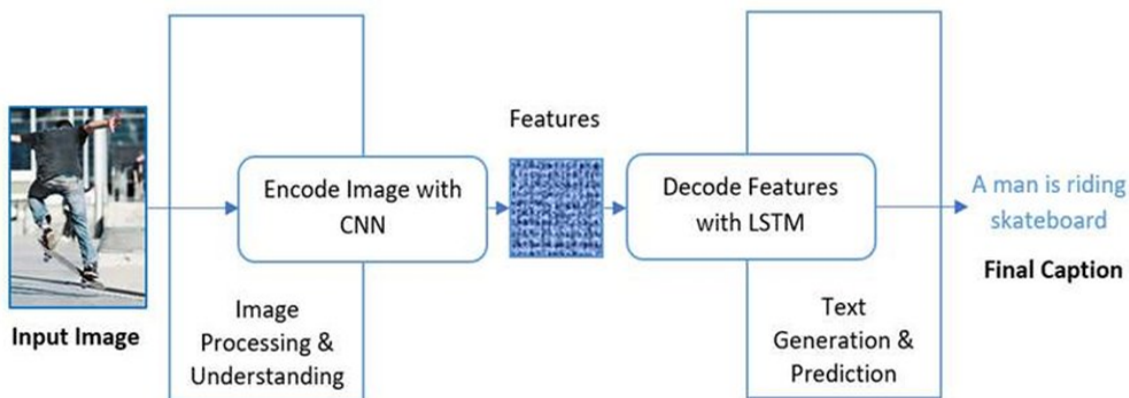 Input Image
Encode Image with
CNN
Image
Processing &
Understanding
Features
Decode Features
with LSTM
Text
Generation &
Prediction
A man is riding
skateboard
Final Caption